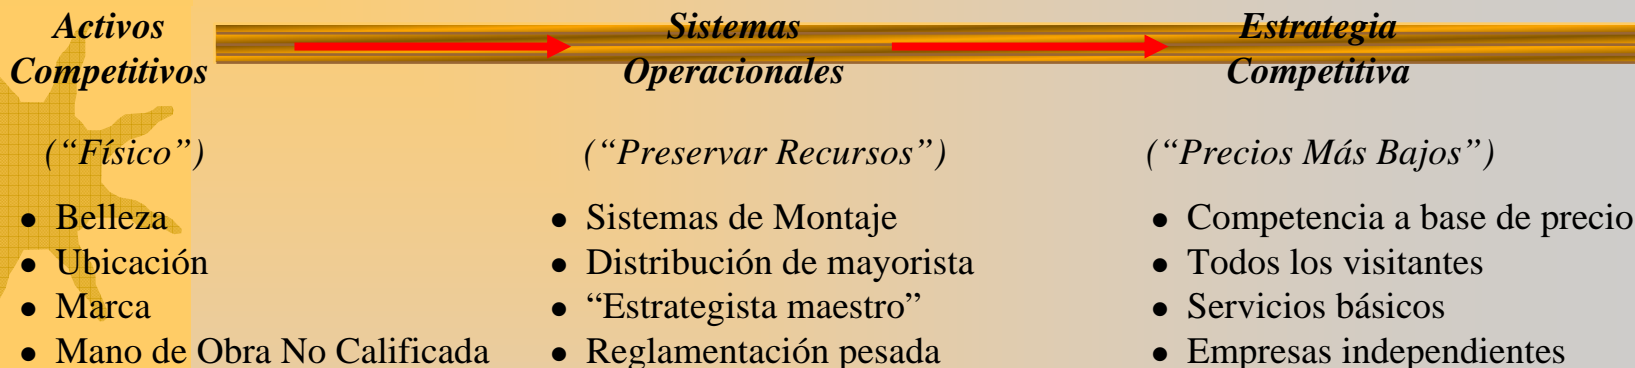 Activos
Competitivos
Sistemas
Operacionales
Estrategia
Competitiva
(“Físico”)
(“Preservar Recursos”)
(“Precios Más Bajos”)
● Belleza
● Ubicación
● Marca
● Mano de Obra No Calificada
● Sistemas de Montaje
● Distribución de mayorista
● “Estrategista maestro”
● Reglamentación pesada
● Competencia a base de precio
● Todos los visitantes
● Servicios básicos
● Empresas independientes